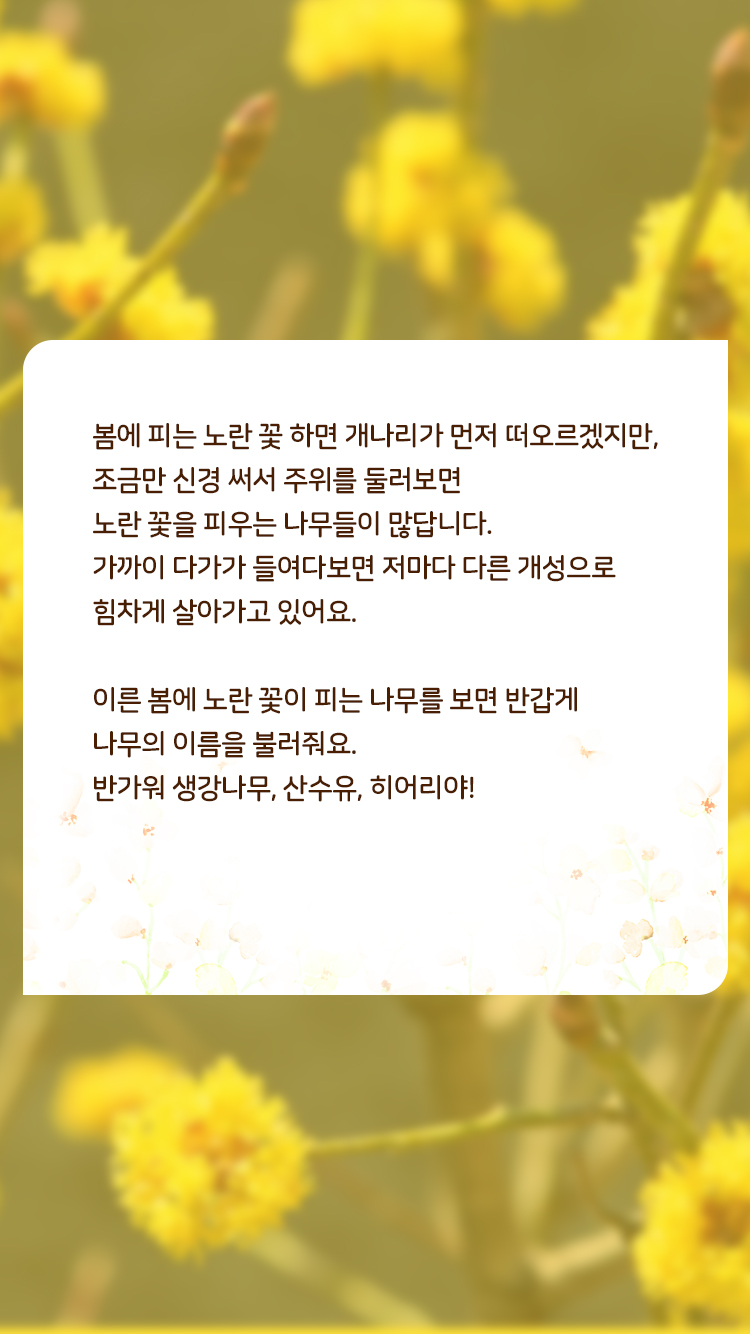 봄에 피는 노란 꽃 하면 개나리가 먼저 떠오르겠지만,
조금만 신경 써서 주위를 둘러보면
노란 꽃을 피우는 나무들이 많답니다.
가까이 다가가 들여다보면 저마다 다른 개성으로
힘차게 살아가고 있어요.
이른 봄에 노란 꽃이 피는 나무를 보면 반갑게
나무의 이름을 불러줘요.
반가워 생강나무, 산수유, 히어리야!